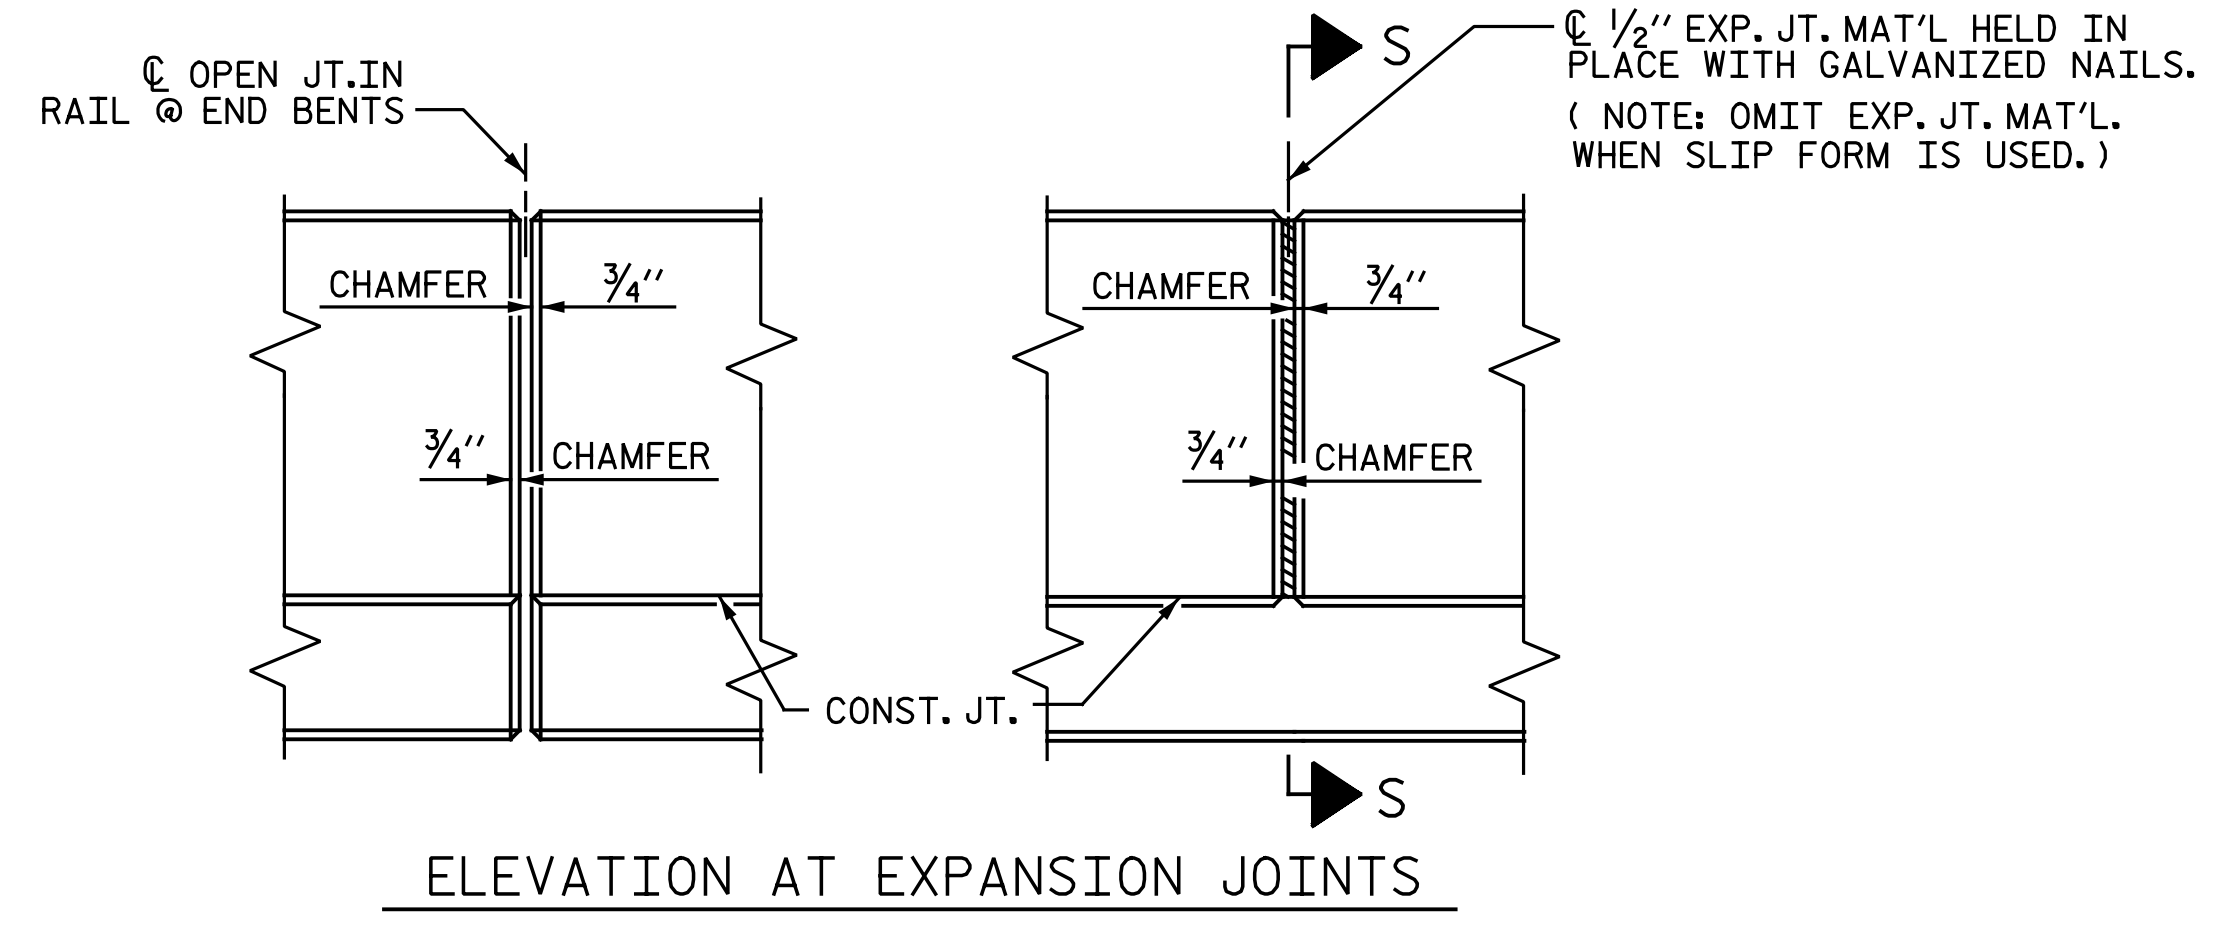 ℄ OPEN JT.IN
RAIL @ END BENTS
S
℄ 1/2" EXP. JT. MAT'L HELD IN
PLACE WITH GALVANIZED NAILS.
( NOTE: OMIT EXP. JT. MAT'L.
WHEN SLIP FORM IS USED. )
CHAMFER 3/4"
3/4" CHAMFER
CHAMFER 3/4"
3/4" CHAMFER
CONST. JT.
S
ELEVATION AT EXPANSION JOINTS